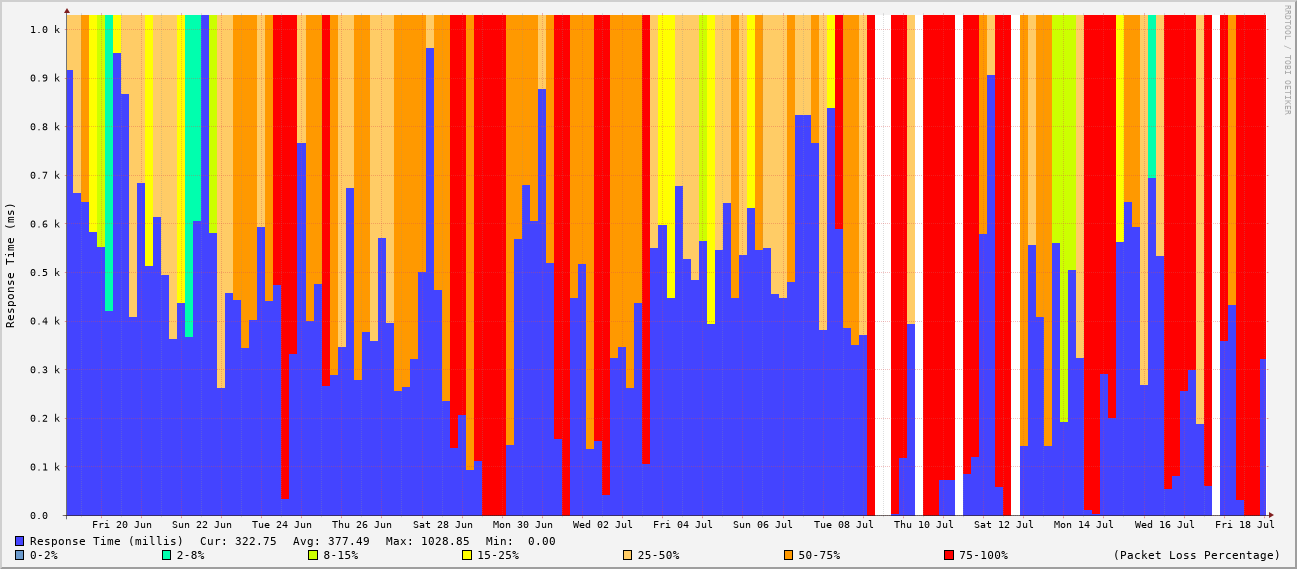 RRDTOOL / TOBI OETIKER
Response Time (ms)
1.0 k
0.9 k
0.8 k
0.7 k
0.6 k
0.5 k
0.4 k
0.3 k
0.2 k
0.1 k
0.0
Fri 20 Jun Sun 22 Jun Tue 24 Jun Thu 26 Jun Sat 28 Jun Mon 30 Jun Wed 02 Jul Fri 04 Jul Sun 06 Jul Tue 08 Jul Thu 10 Jul Sat 12 Jul Mon 14 Jul Wed 16 Jul Fri 18 Jul
Response Time (millis) Cur: 322.75 Avg: 377.49 Max: 1028.85 Min: 0.00
0-2% 2-8% 8-15% 15-25% 25-50% 50-75% 75-100% (Packet Loss Percentage)